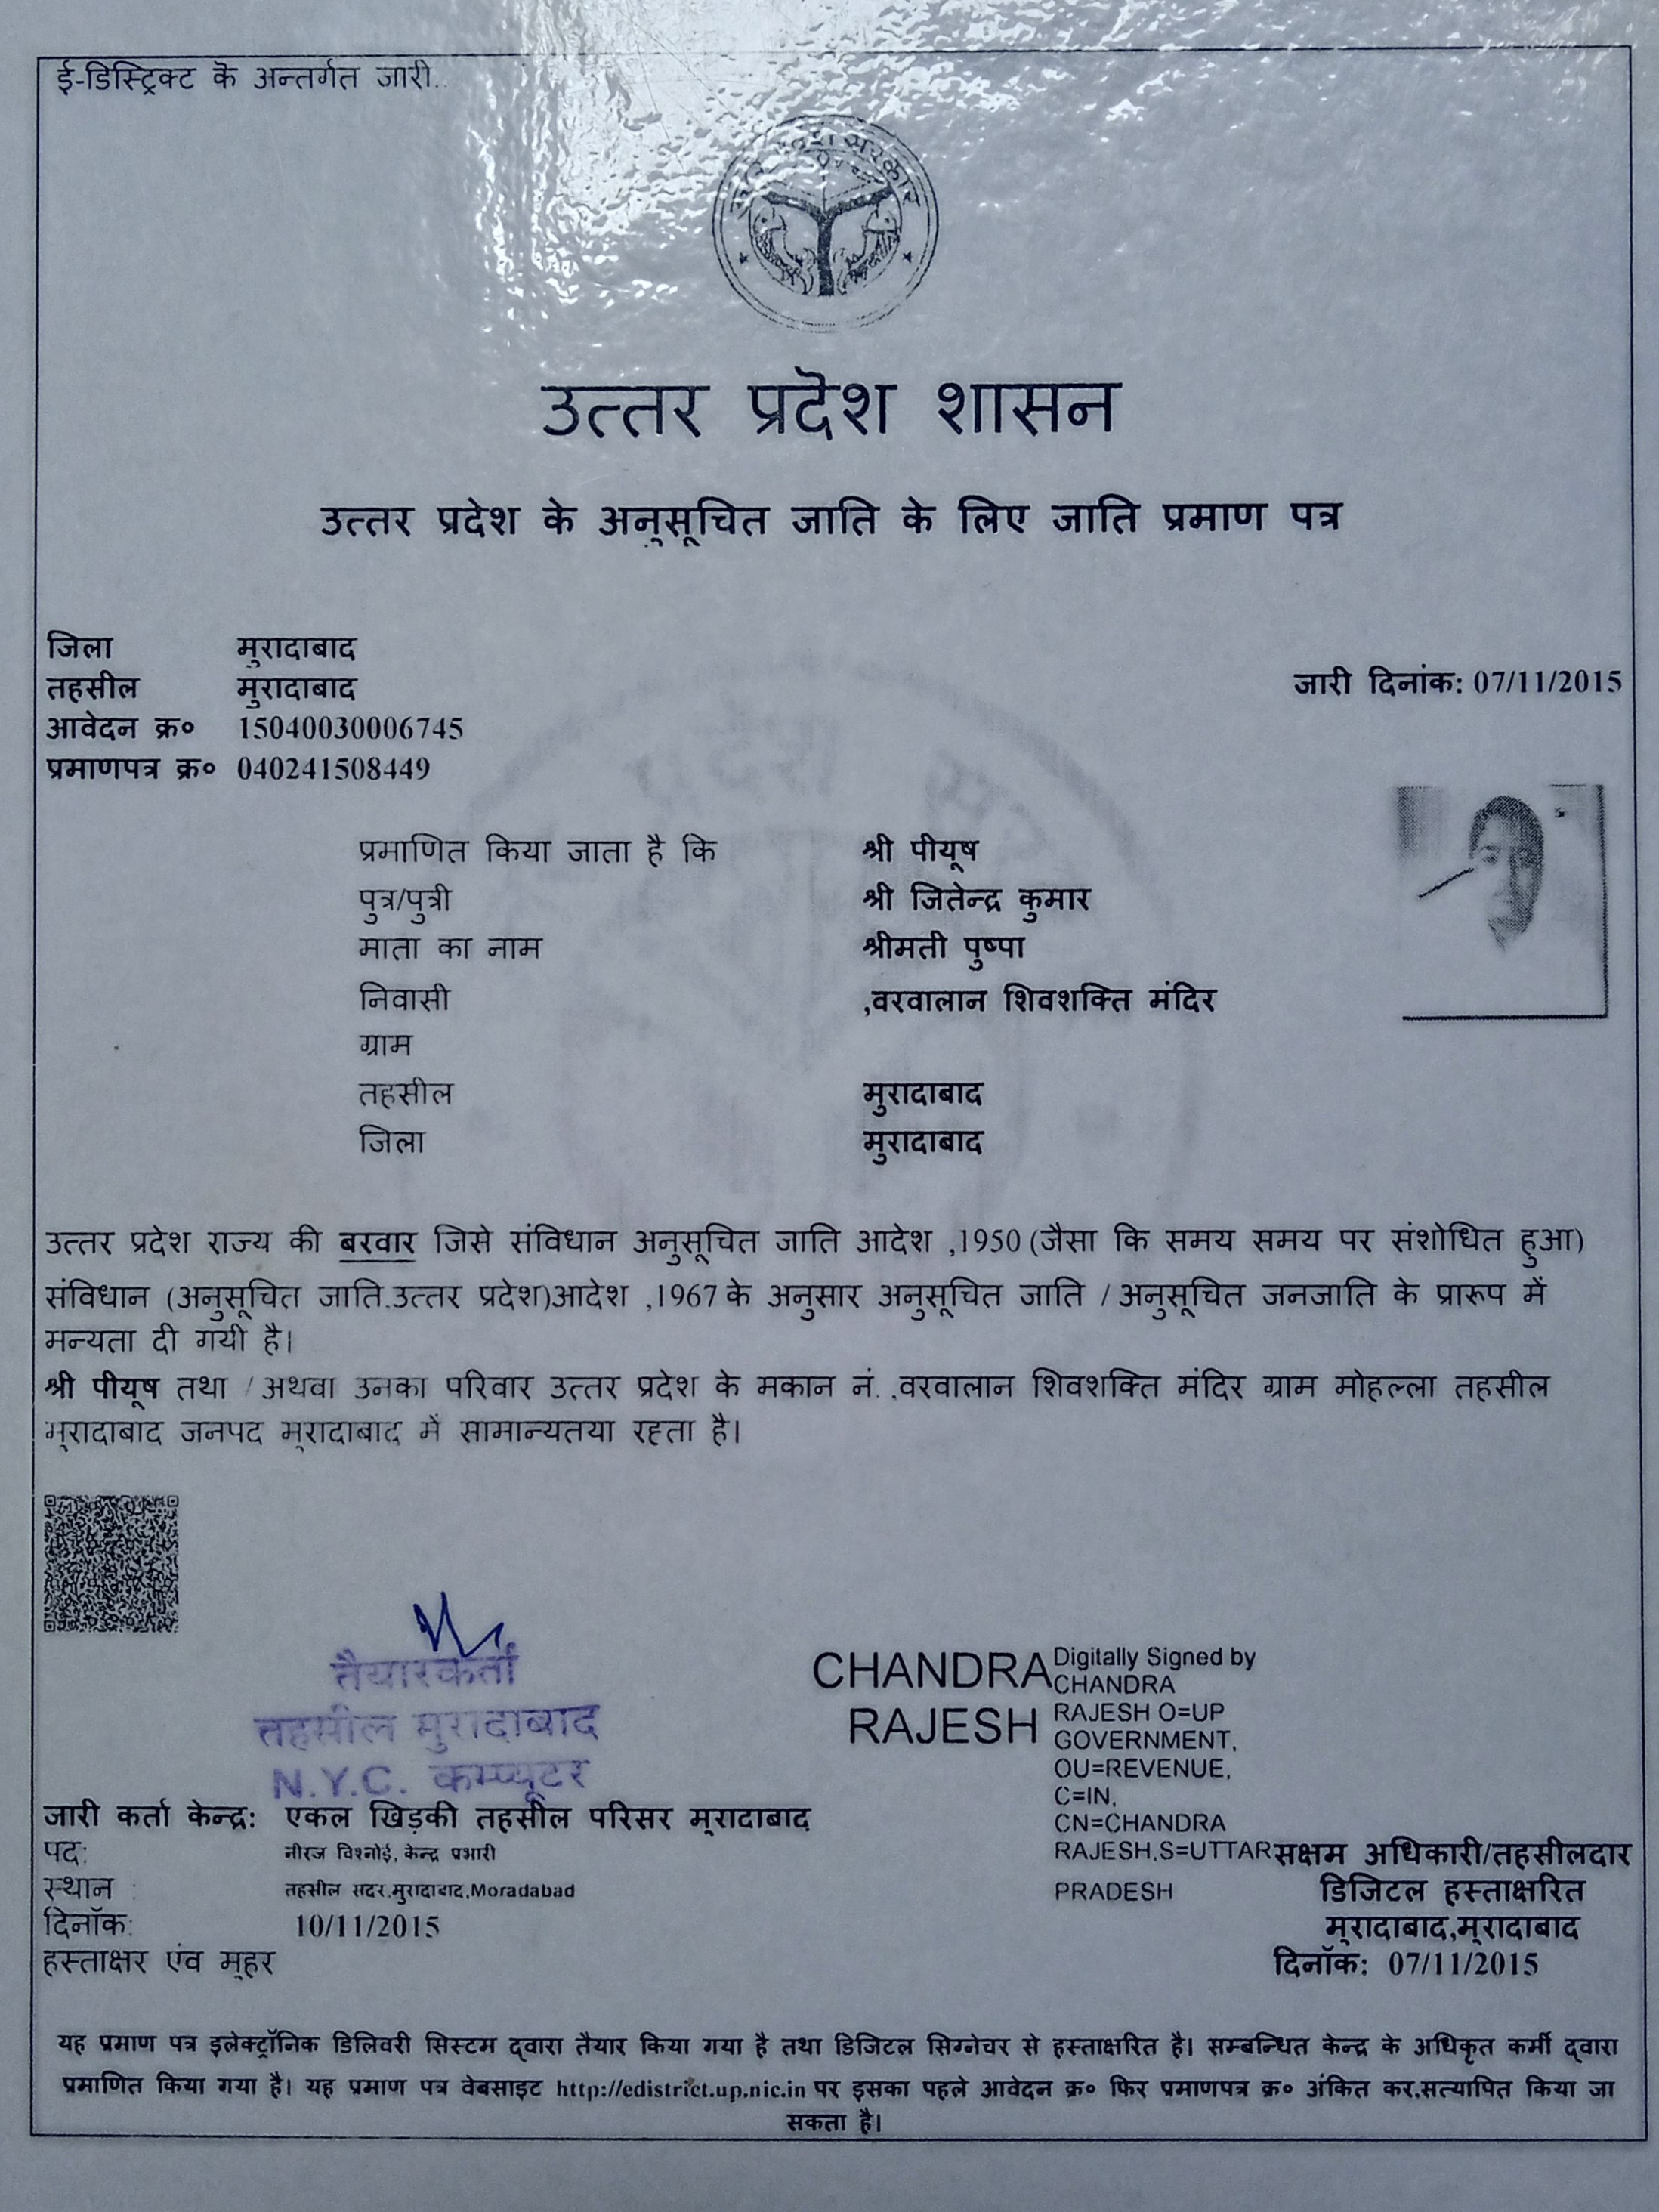 ई-डिस्ट्रिक्ट के अन्तर्गत जारी..
उत्तर प्रदेश सरकार
उत्तर प्रदेश शासन
उत्तर प्रदेश के अनुसूचित जाति के लिए जाति प्रमाण पत्र
जिला मुरादाबाद
तहसील मुरादाबाद
जारी दिनांक: 07/11/2015
आवेदन क्र० 15040030006745
प्रमाणपत्र क्र० 040241508449
प्रमाणित किया जाता है कि श्री पीयूष
पुत्र/पुत्री श्री जितेन्द्र कुमार
माता का नाम श्रीमती पुष्पा
निवासी ,वरवालान शिवशक्ति मंदिर
ग्राम
तहसील मुरादाबाद
जिला मुरादाबाद
उत्तर प्रदेश राज्य की बरवार जिसे संविधान अनुसूचित जाति आदेश ,1950 (जैसा कि समय समय पर संशोधित हुआ)
संविधान (अनुसूचित जाति.उत्तर प्रदेश)आदेश ,1967 के अनुसार अनुसूचित जाति / अनुसूचित जनजाति के प्रारूप में
मन्यता दी गयी है।
श्री पीयूष तथा / अथवा उनका परिवार उत्तर प्रदेश के मकान नं. ,वरवालान शिवशक्ति मंदिर ग्राम मोहल्ला तहसील
मुरादाबाद जनपद मुरादाबाद में सामान्यतया रह्ता है।
तैयारकर्ता
तहसील मुरादाबाद
N.Y.C. कम्प्यूटर
CHANDRA
RAJESH
Digitally Signed by
CHANDRA
RAJESH O=UP
GOVERNMENT,
OU=REVENUE,
C=IN,
CN=CHANDRA
RAJESH,S=UTTAR
PRADESH
जारी कर्ता केन्द्र: एकल खिड़की तहसील परिसर मुरादाबाद
पद: नीरज विश्नोई, केन्द्र प्रभारी
स्थान : तहसील सदर,मुरादाबाद,Moradabad
दिनॉक: 10/11/2015
हस्ताक्षर एंव मुहर
सक्षम अधिकारी/तहसीलदार
डिजिटल हस्ताक्षरित
मुरादाबाद,मुरादाबाद
दिनॉक: 07/11/2015
यह प्रमाण पत्र इलेक्ट्रॉनिक डिलिवरी सिस्टम द्वारा तैयार किया गया है तथा डिजिटल सिग्नेचर से हस्ताक्षरित है। सम्बन्धित केन्द्र के अधिकृत कर्मी द्वारा
प्रमाणित किया गया है। यह प्रमाण पत्र वेबसाइट http://edistrict.up.nic.in पर इसका पहले आवेदन क्र० फिर प्रमाणपत्र क्र० अंकित कर,सत्यापित किया जा
सकता है।